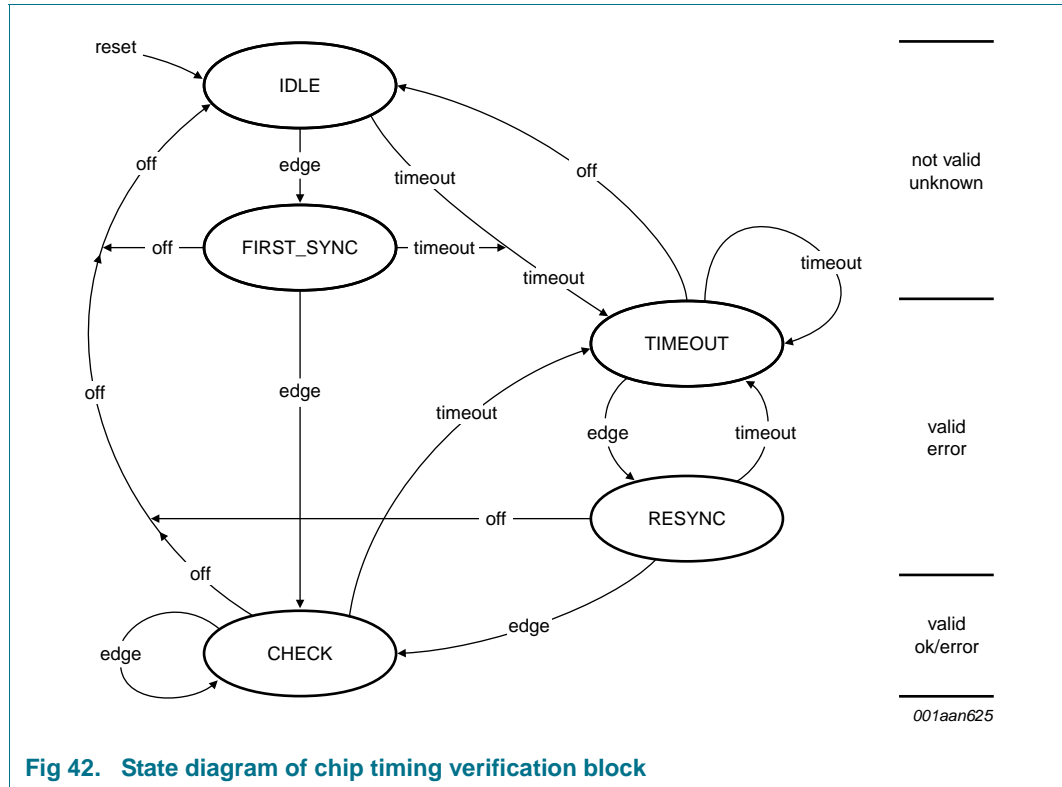 reset
IDLE
off
edge
timeout
off
not valid
unknown
off
FIRST_SYNC
timeout
timeout
timeout
TIMEOUT
off
edge
timeout
edge
timeout
valid
error
off
RESYNC
off
edge
CHECK
edge
valid
ok/error
001aan625
Fig 42. State diagram of chip timing verification block